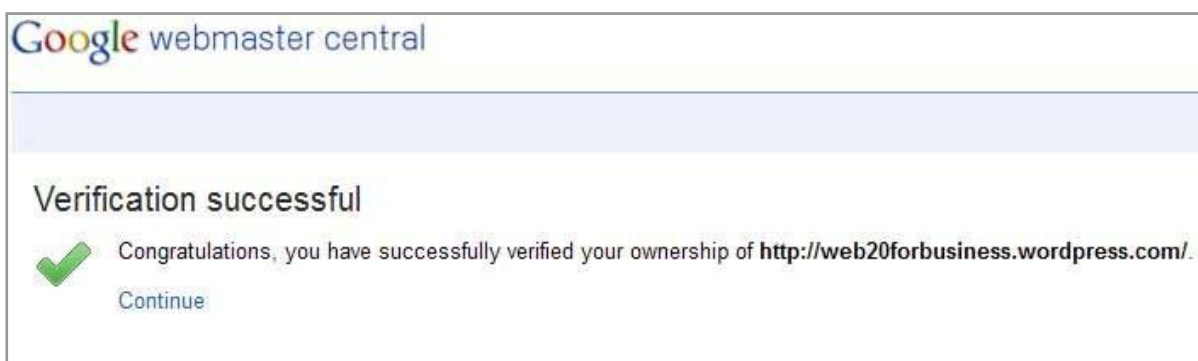 Google webmaster central
Verification successful
Congratulations, you have successfully verified your ownership of http://web20forbusiness.wordpress.com/.
Continue